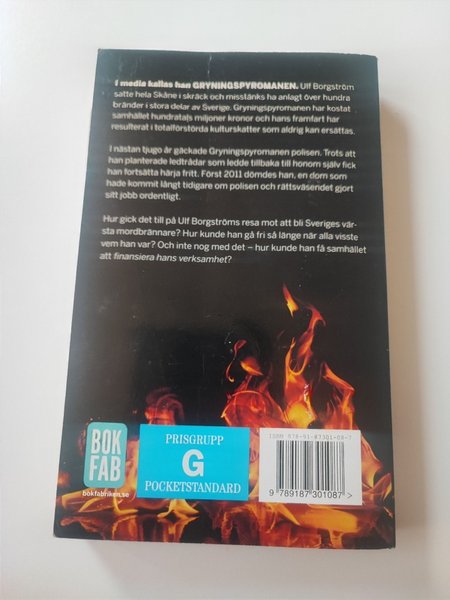 I media kallas han GRYNINGSPYROMANEN. Ulf Borgström
satte hela Skåne i skräck och misstänks ha anlagt över hundra
bränder i stora delar av Sverige. Gryningspyromanen har kostat
samhället hundratals miljoner kronor och hans framfart har
resulterat i totalförstörda kulturskatter som aldrig kan ersättas.
I nästan tjugo år gäckade Gryningspyromanen polisen. Trots att
han planterade ledtrådar som ledde tillbaka till honom själv fick
han fortsätta härja fritt. Först 2011 dömdes han, en dom som
hade kommit långt tidigare om polisen och rättsväsendet gjort
sitt jobb ordentligt.
Hur gick det till på Ulf Borgströms resa mot att bli Sveriges vär-
sta mordbrännare? Hur kunde han gå fri så länge när alla visste
vem han var? Och inte nog med det – hur kunde han få samhället
att finansiera hans verksamhet?
BOK
FAB
bokfabriken.se
PRISGRUPP
G
POCKETSTANDARD
ISBN 978-91-87301-08-7
9 789187 301087 >